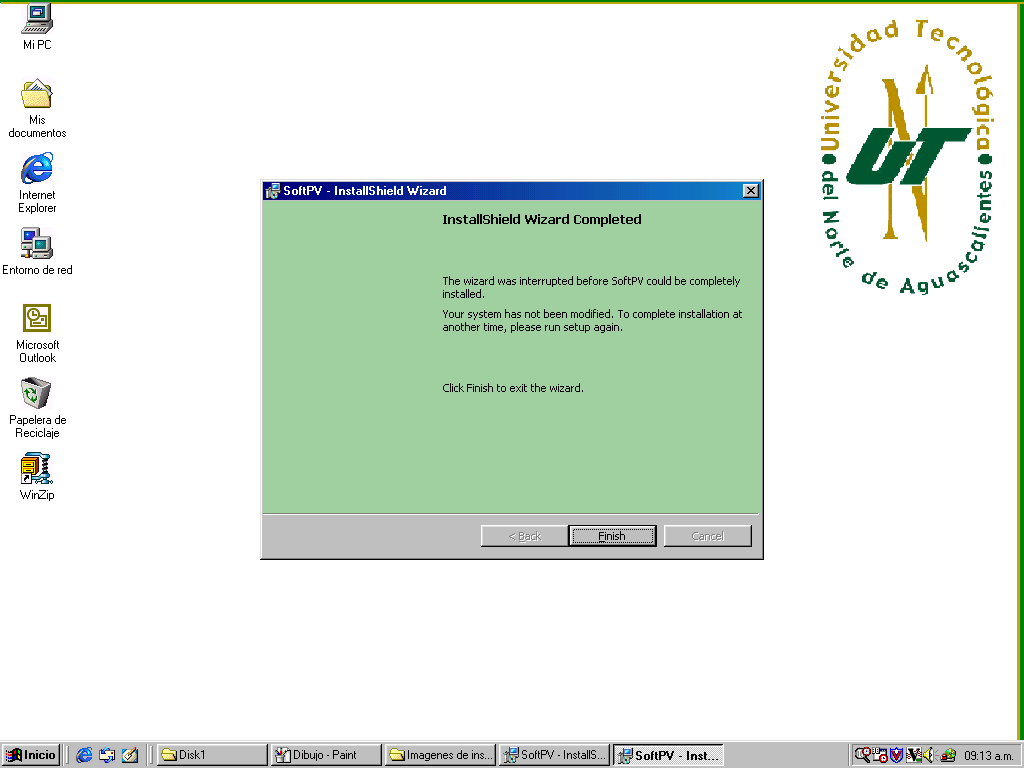 Mi PC
Mis
documentos
Internet
Explorer
Entorno de red
Microsoft
Outlook
Papelera de
Reciclaje
WinZip
Universidad Tecnológica
del Norte de Aguascalientes
UT
N
SoftPV - InstallShield Wizard
InstallShield Wizard Completed
The wizard was interrupted before SoftPV could be completely
installed.
Your system has not been modified. To complete installation at
another time, please run setup again.
Click Finish to exit the wizard.
< Back
Finish
Cancel
Inicio
Disk1
Dibujo - Paint
Imagenes de ins...
SoftPV - InstallS...
SoftPV - Inst...
09:13 a.m.